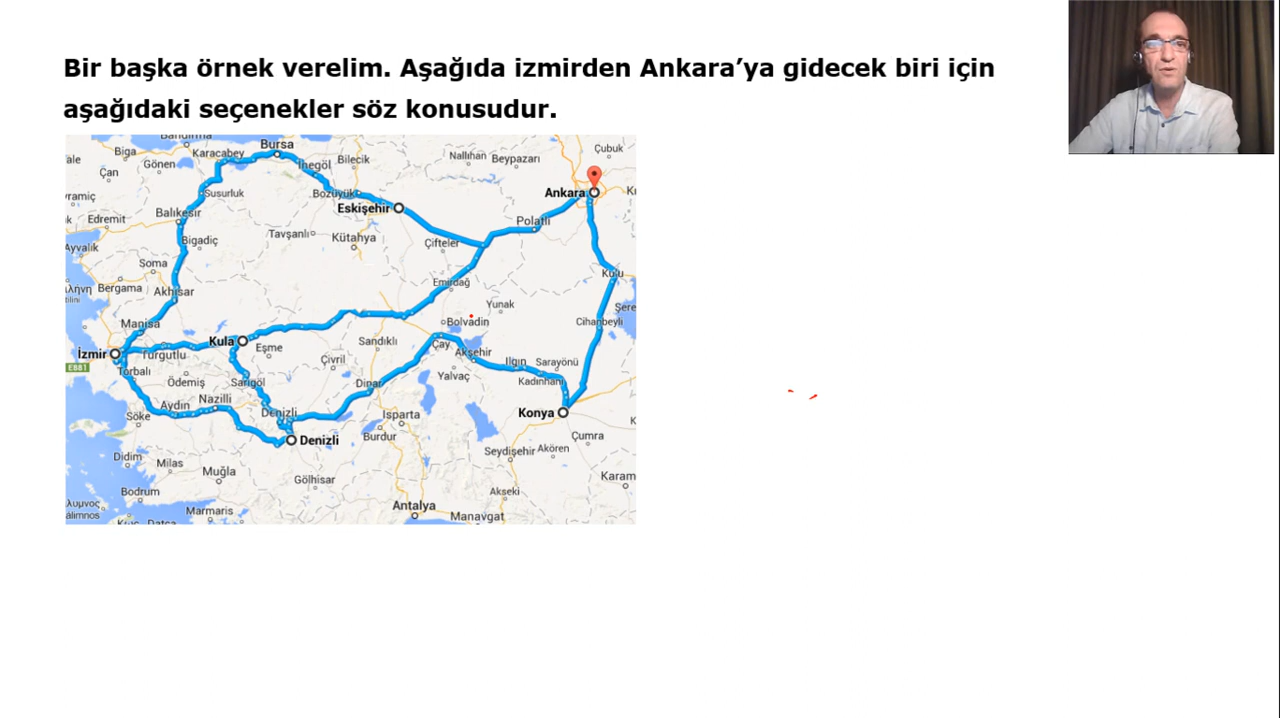 Bir başka örnek verelim. Aşağıda izmirden Ankara’ya gidecek biri için
aşağıdaki seçenekler söz konusudur.
Bursa
Çubuk
Biga
Karacabey
Nallıhan
Beypazarı
Gönen
İnegöl
Bilecik
Çan
Susurluk
Bozüyük
Ankara
Eskişehir
Balıkesir
Edremit
Polatlı
Tavşanlı
Kütahya
Bigadiç
Çifteler
Ayvalık
Soma
Kulu
Bergama
Akhisar
Emirdağ
Yunak
Manisa
Bolvadin
Cihanbeyli
Kula
Eşme
Sandıklı
Çay
İzmir
Turgutlu
Akşehir
E881
Çivril
Ilgın
Sarayönü
Torbalı
Ödemiş
Sarıgöl
Dinar
Yalvaç
Kadınhanı
Nazilli
Aydın
Söke
Denizli
Isparta
Konya
Denizli
Burdur
Çumra
Didim
Milas
Seydişehir
Akören
Muğla
Gölhisar
Karam
Bodrum
Akseki
Antalya
Marmaris
Manavgat